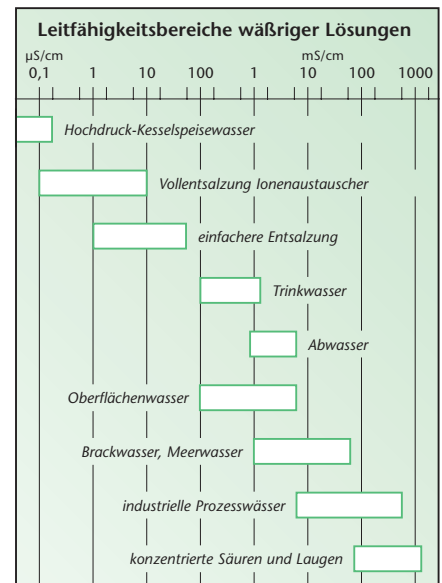 Leitfähigkeitsbereiche wäßriger Lösungen
µS/cm mS/cm
0,1 1 10 100 1 10 100 1000
Hochdruck-Kesselspeisewasser
Vollentsalzung Ionenaustauscher
einfachere Entsalzung
Trinkwasser
Abwasser
Oberflächenwasser
Brackwasser, Meerwasser
industrielle Prozesswässer
konzentrierte Säuren und Laugen